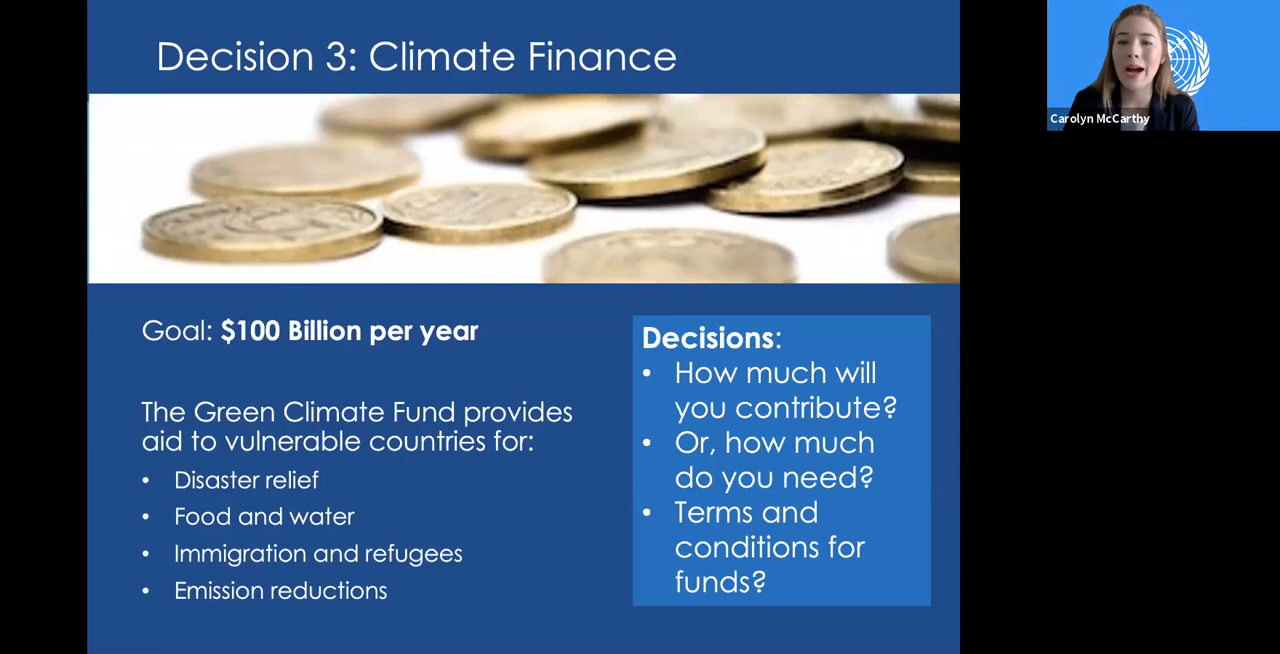 Decision 3: Climate Finance
Carolyn McCarthy
Goal: $100 Billion per year
The Green Climate Fund provides
aid to vulnerable countries for:
• Disaster relief
• Food and water
• Immigration and refugees
• Emission reductions
Decisions:
• How much will
you contribute?
• Or, how much
do you need?
• Terms and
conditions for
funds?